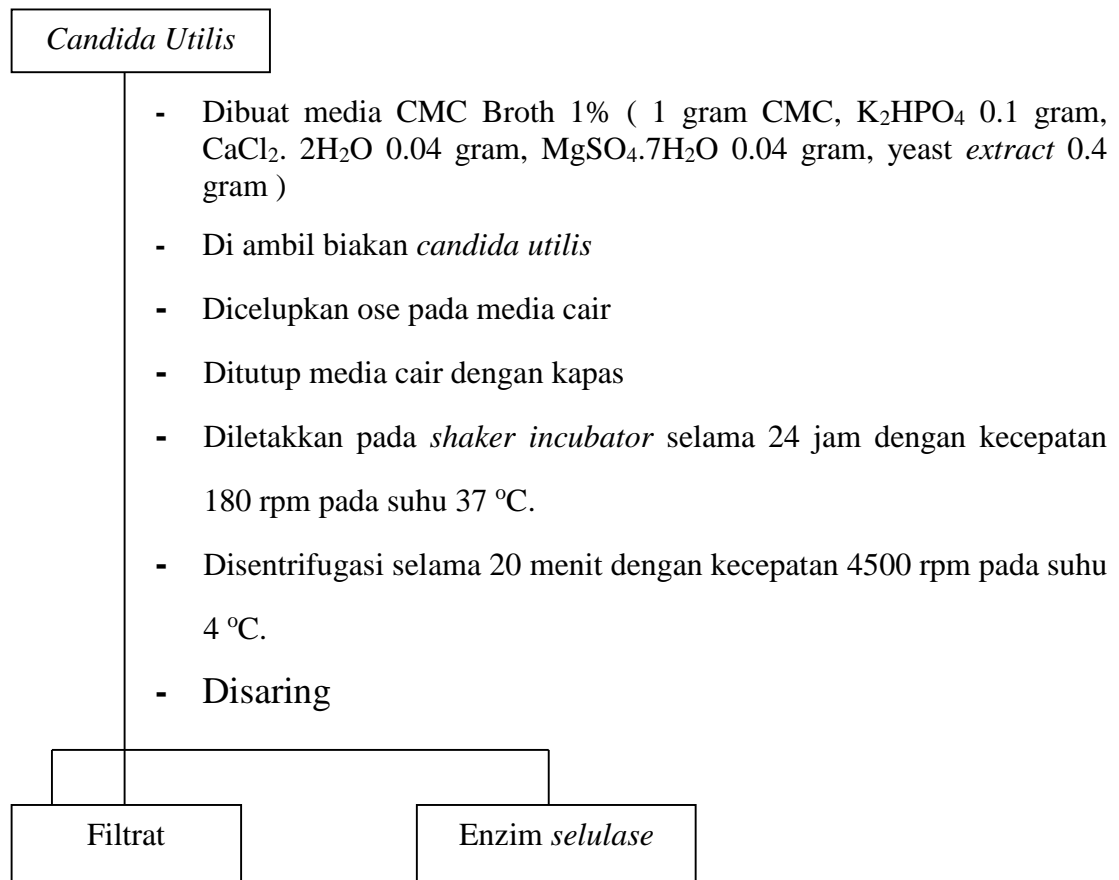 Candida Utilis
- Dibuat media CMC Broth 1% ( 1 gram CMC, K₂HPO₄ 0.1 gram,
CaCl₂. 2H₂O 0.04 gram, MgSO₄.7H₂O 0.04 gram, yeast extract 0.4
gram )
- Di ambil biakan candida utilis
- Dicelupkan ose pada media cair
- Ditutup media cair dengan kapas
- Diletakkan pada shaker incubator selama 24 jam dengan kecepatan
180 rpm pada suhu 37 ºC.
- Disentrifugasi selama 20 menit dengan kecepatan 4500 rpm pada suhu
4 ºC.
- Disaring
Filtrat
Enzim selulase